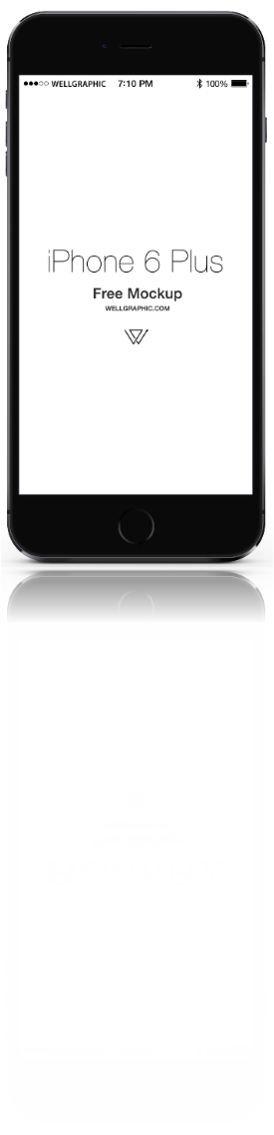 ●●●○○ WELLGRAPHIC 7:10 PM 100%
iPhone 6 Plus
Free Mockup
WELLGRAPHIC.COM